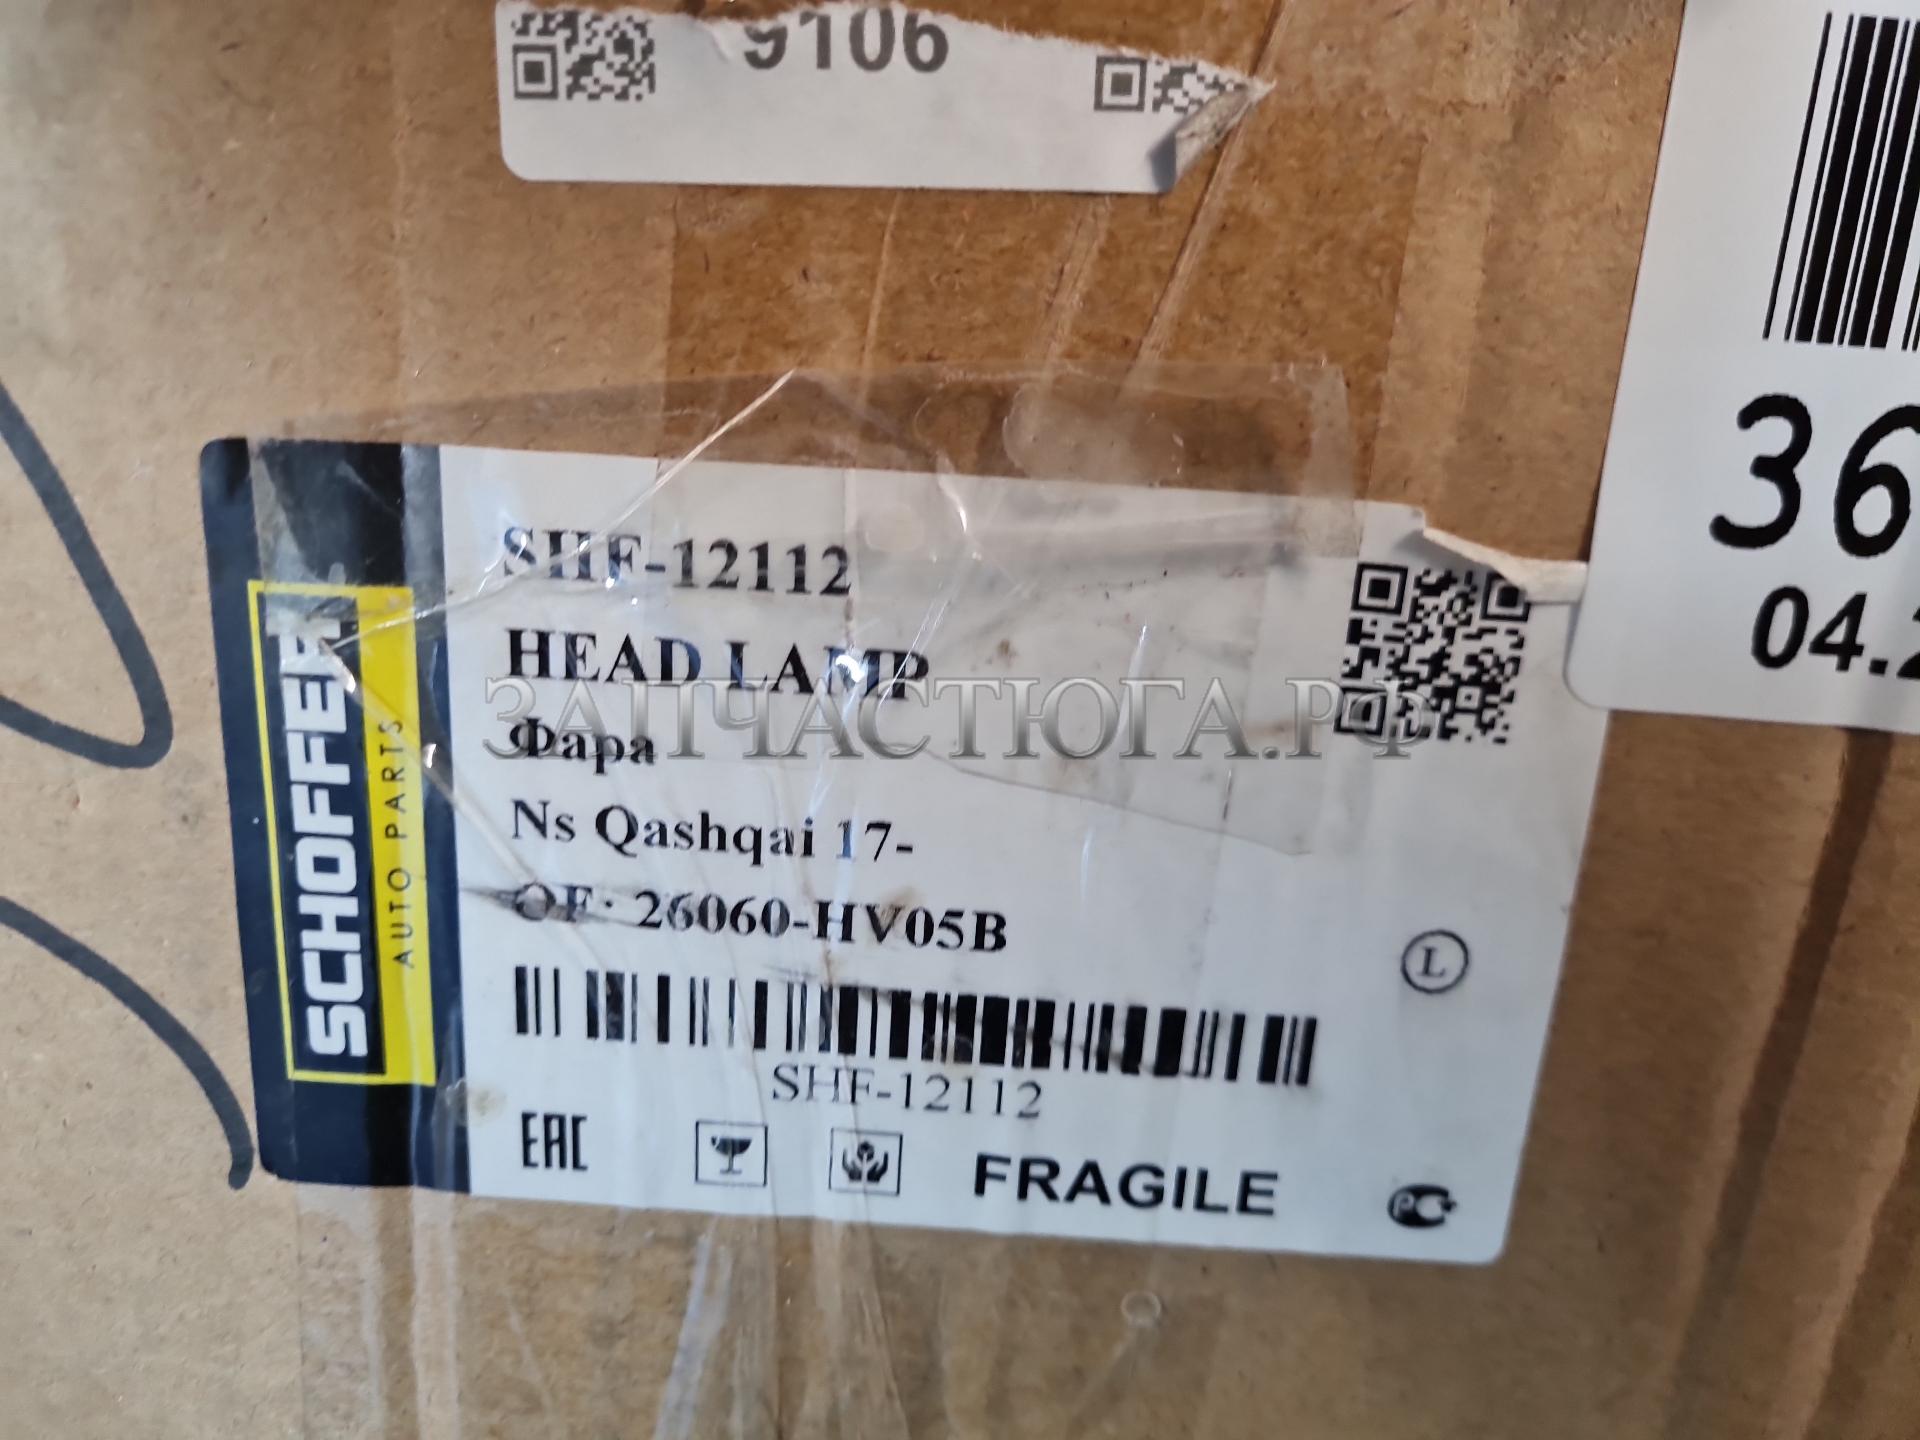 9106
36
04.2
SCHOFFER
AUTO PARTS
SHF-12112
HEAD LAMP
Фара
Ns Qashqai 17-
OE: 26060-HV05B
L
SHF-12112
EAC
FRAGILE
ЗАПЧАСТЮГА.РФ